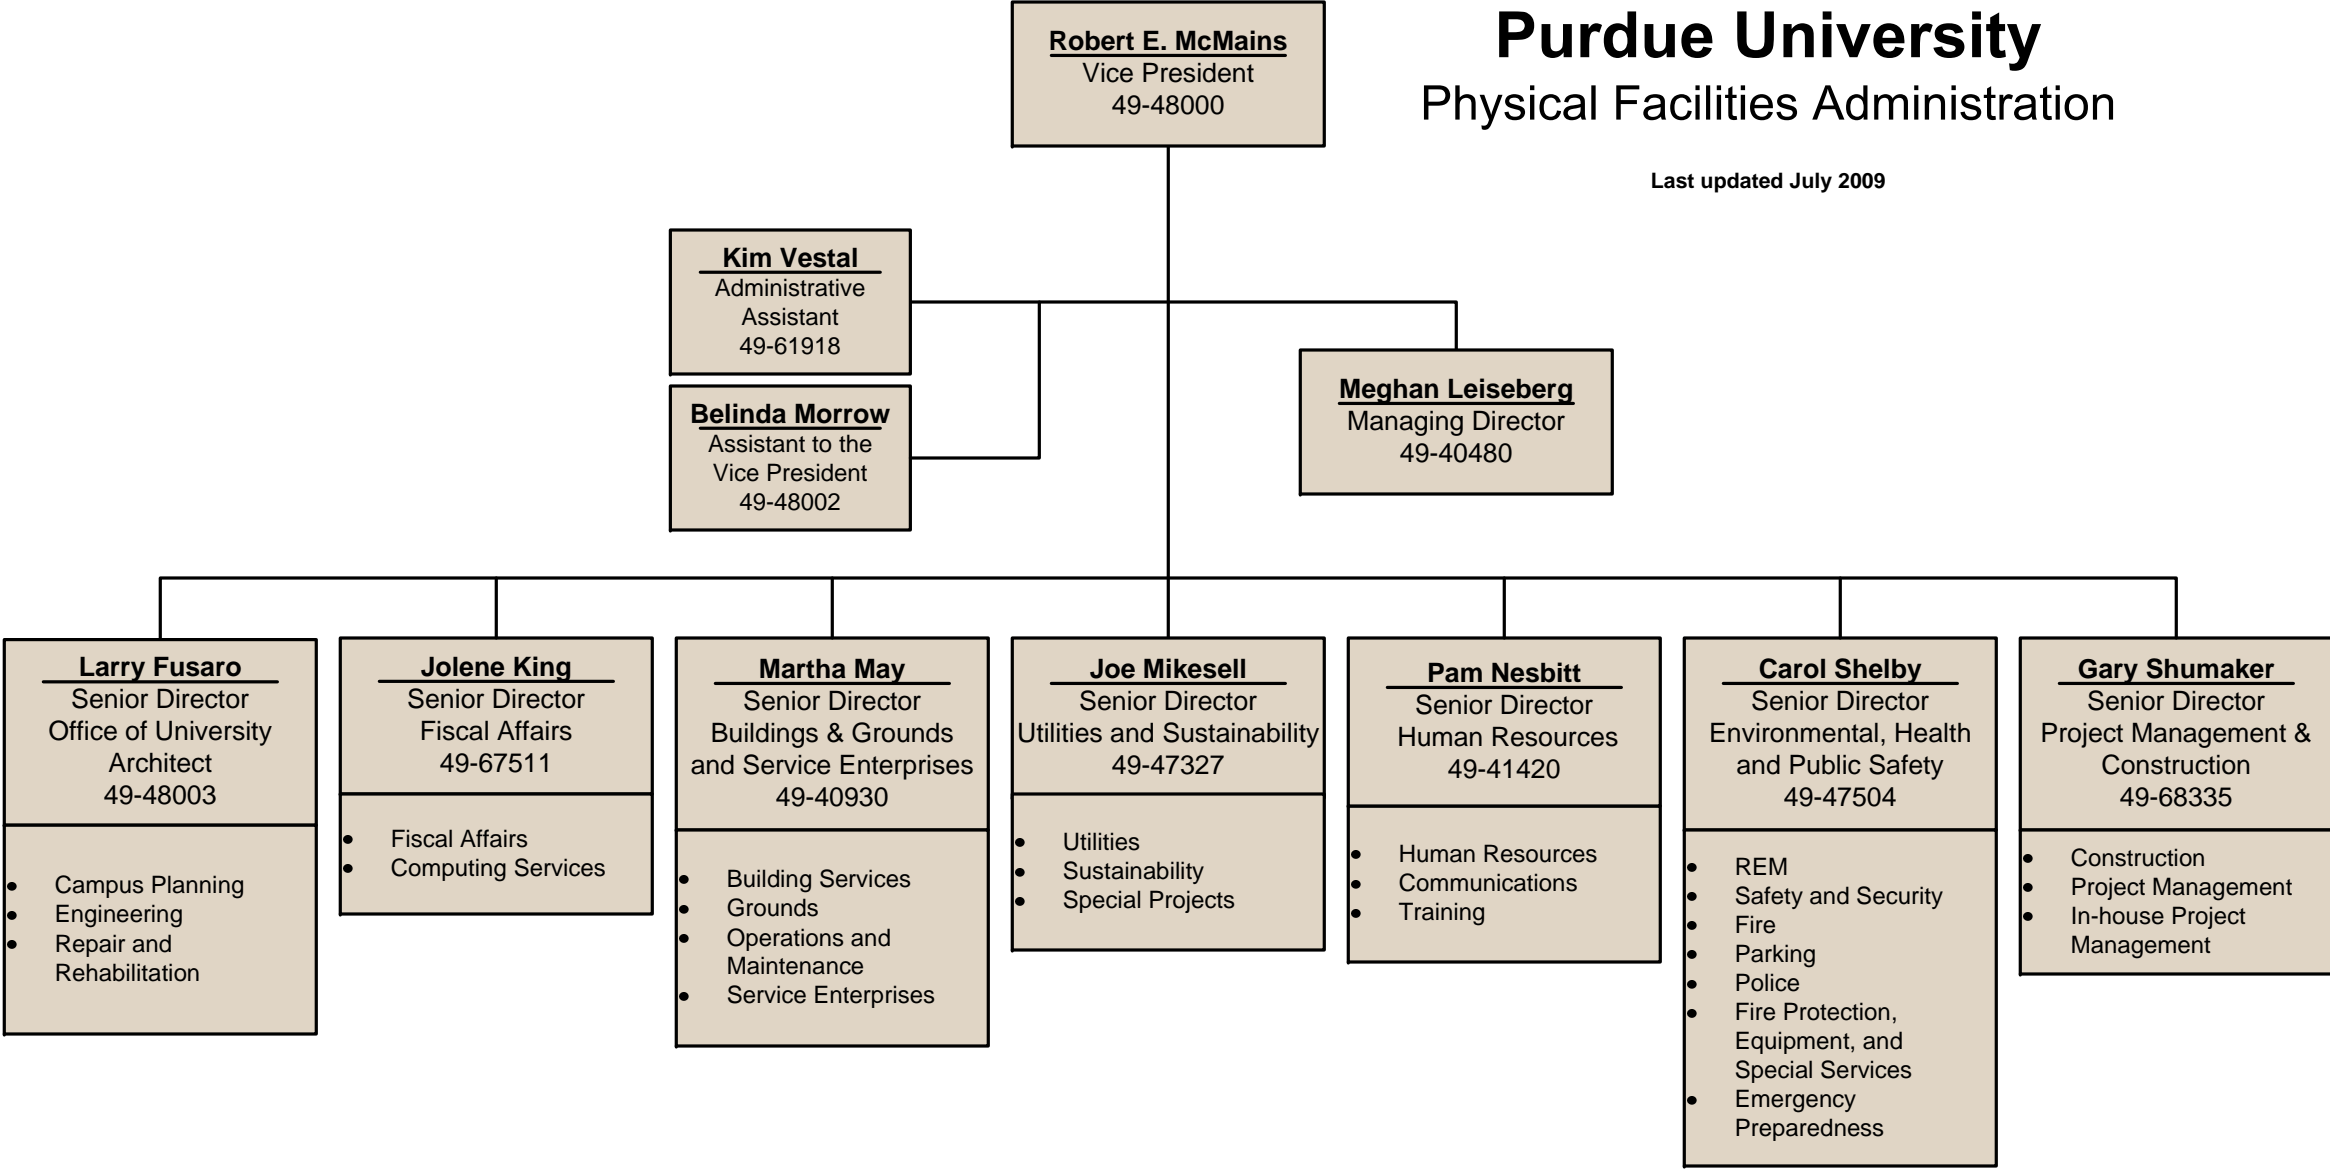 Purdue University
Physical Facilities Administration
Last updated July 2009
Robert E. McMains
Vice President
49-48000
Kim Vestal
Administrative
Assistant
49-61918
Belinda Morrow
Assistant to the
Vice President
49-48002
Meghan Leiseberg
Managing Director
49-40480
Larry Fusaro
Senior Director
Office of University
Architect
49-48003
• Campus Planning
• Engineering
• Repair and
Rehabilitation
Jolene King
Senior Director
Fiscal Affairs
49-67511
• Fiscal Affairs
• Computing Services
Martha May
Senior Director
Buildings & Grounds
and Service Enterprises
49-40930
• Building Services
• Grounds
• Operations and
Maintenance
• Service Enterprises
Joe Mikesell
Senior Director
Utilities and Sustainability
49-47327
• Utilities
• Sustainability
• Special Projects
Pam Nesbitt
Senior Director
Human Resources
49-41420
• Human Resources
• Communications
• Training
Carol Shelby
Senior Director
Environmental, Health
and Public Safety
49-47504
• REM
• Safety and Security
• Fire
• Parking
• Police
• Fire Protection,
Equipment, and
Special Services
• Emergency
Preparedness
Gary Shumaker
Senior Director
Project Management &
Construction
49-68335
• Construction
• Project Management
• In-house Project
Management